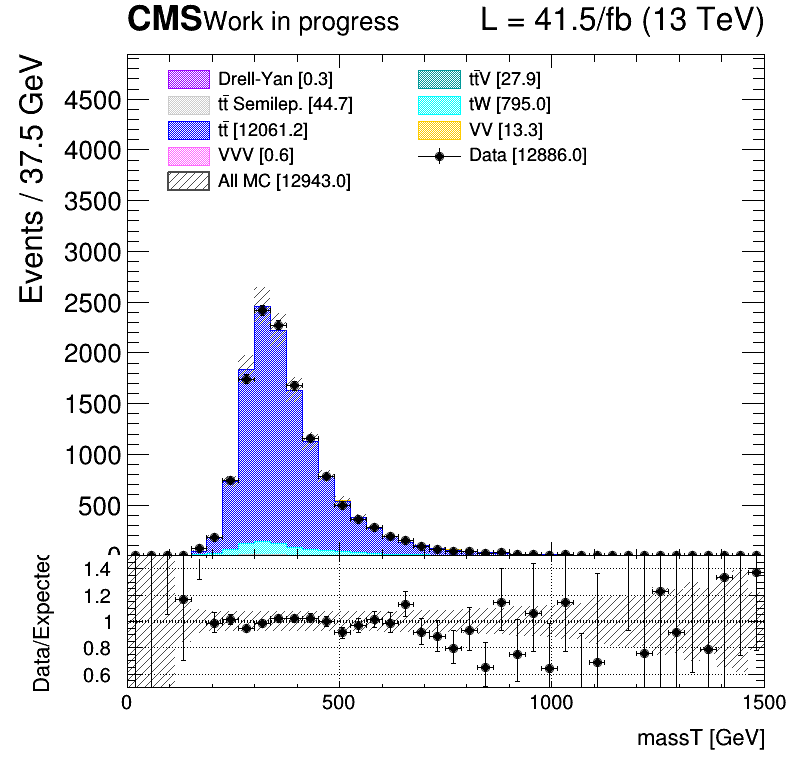 CMS Work in progress L = 41.5/fb (13 TeV)
Events / 37.5 GeV
Drell-Yan [0.3]
tt̄ Semilep. [44.7]
tt̄ [12061.2]
VVV [0.6]
All MC [12943.0]
tt̄V [27.9]
tW [795.0]
VV [13.3]
Data [12886.0]
4500
4000
3500
3000
2500
2000
1500
1000
500
0
Data/Expected
1.4
1.2
1
0.8
0.6
0 500 1000 1500
massT [GeV]